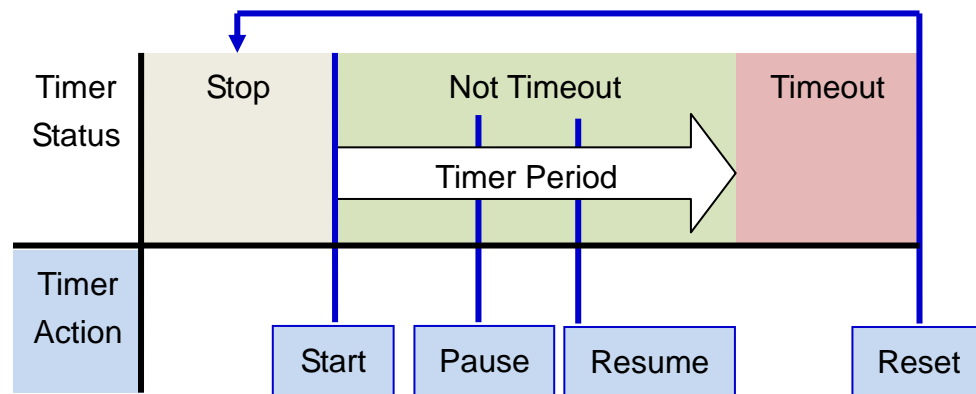 Timer
Status
Stop
Not Timeout
Timeout
Timer Period
Timer
Action
Start
Pause
Resume
Reset